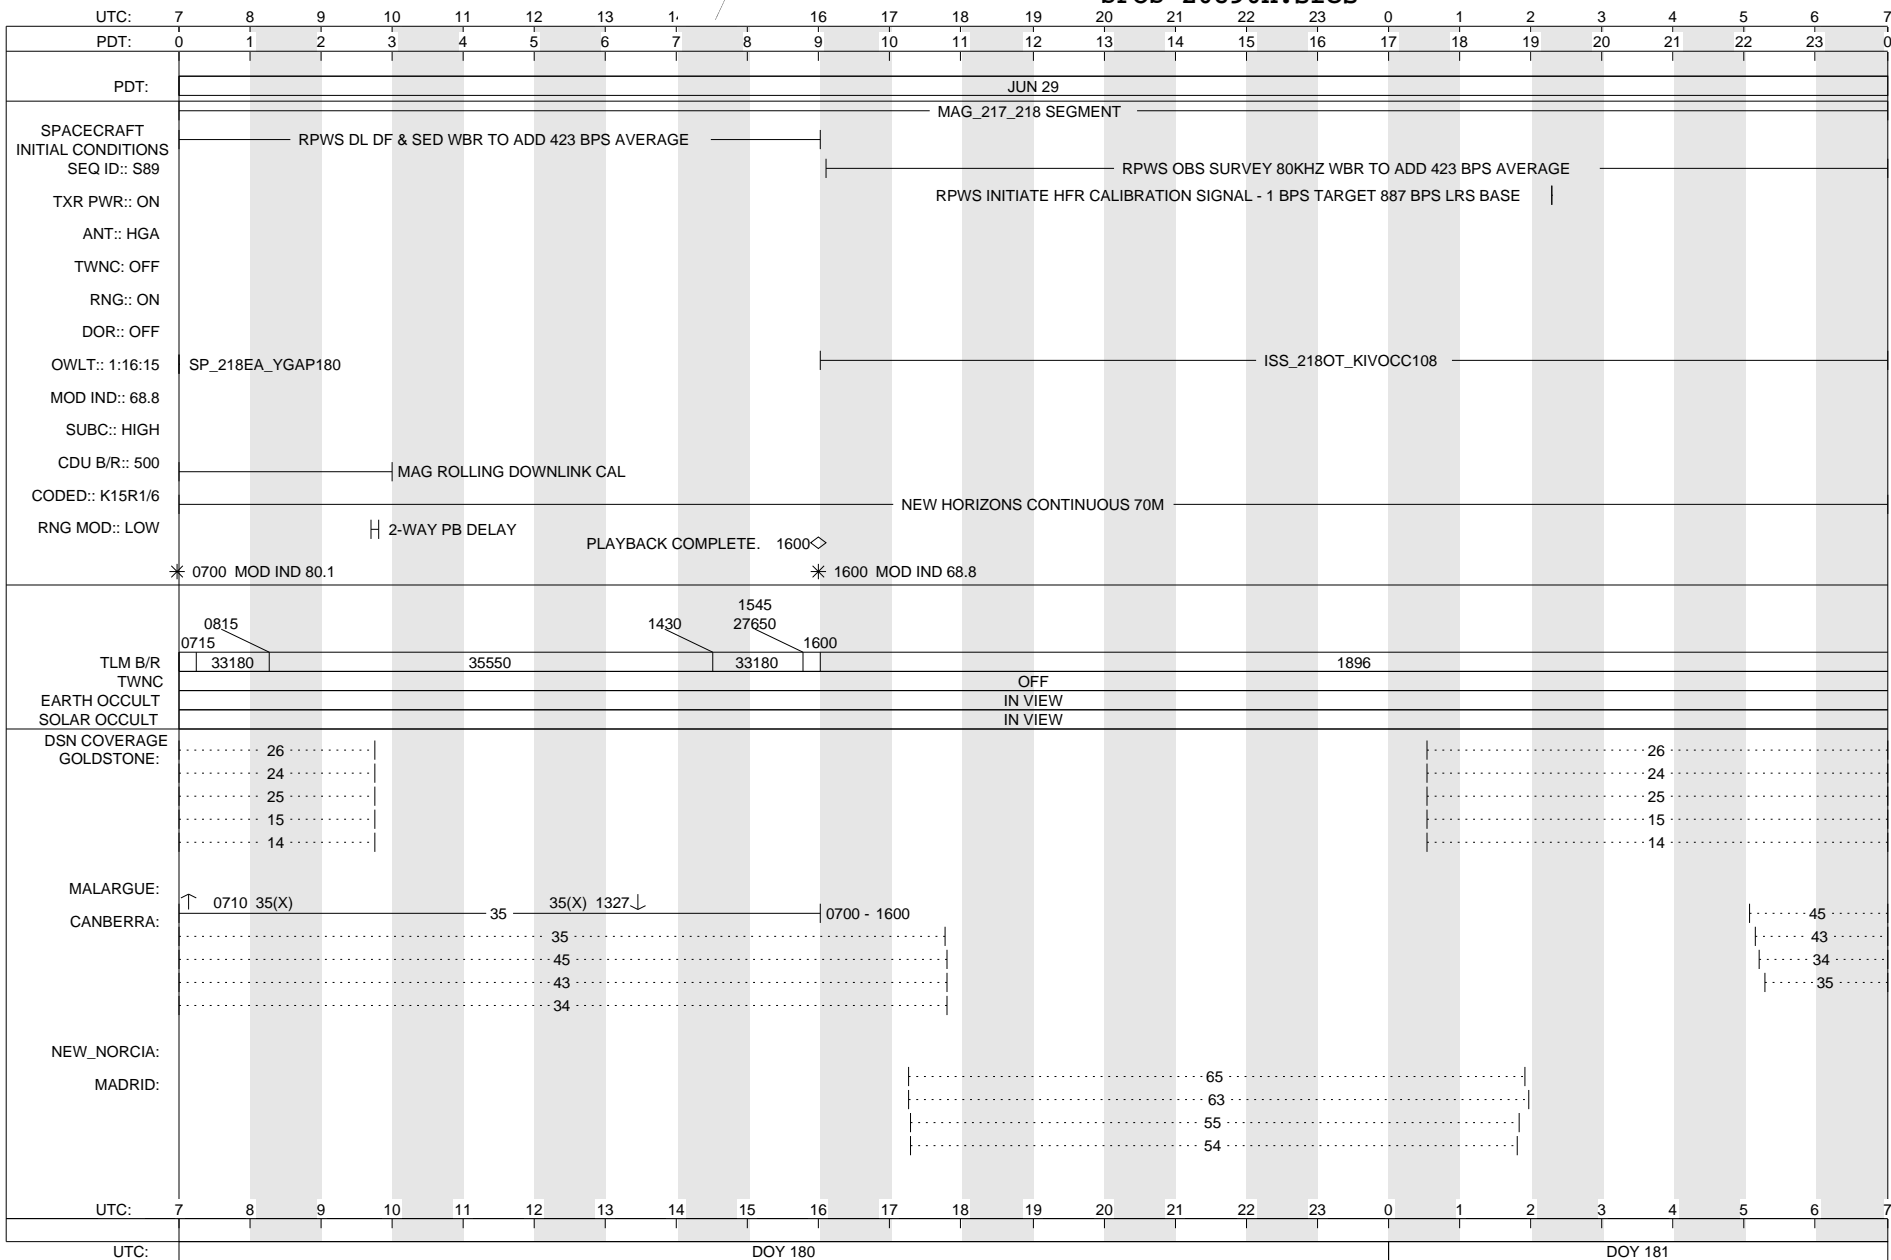 UTC: 7 8 9 10 11 12 13 16 17 18 19 20 21 22 23 0 1 2 3 4 5 6 7
PDT: 0 1 2 3 4 5 6 7 8 9 10 11 12 13 14 15 16 17 18 19 20 21 22 23 0
PDT: JUN 29
MAG_217_218 SEGMENT
SPACECRAFT
INITIAL CONDITIONS
RPWS DL DF & SED WBR TO ADD 423 BPS AVERAGE
SEQ ID:: S89
RPWS OBS SURVEY 80KHZ WBR TO ADD 423 BPS AVERAGE
TXR PWR:: ON
RPWS INITIATE HFR CALIBRATION SIGNAL - 1 BPS TARGET 887 BPS LRS BASE
ANT:: HGA
TWNC: OFF
RNG:: ON
DOR:: OFF
OWLT:: 1:16:15
SP_218EA_YGAP180
ISS_218OT_KIVOCC108
MOD IND:: 68.8
SUBC:: HIGH
CDU B/R:: 500
MAG ROLLING DOWNLINK CAL
CODED:: K15R1/6
NEW HORIZONS CONTINUOUS 70M
RNG MOD:: LOW
2-WAY PB DELAY
PLAYBACK COMPLETE. 1600
0700 MOD IND 80.1
1600 MOD IND 68.8
1545
0815 1430 27650
0715 1600
TLM B/R 33180 35550 33180 1896
TWNC OFF
EARTH OCCULT IN VIEW
SOLAR OCCULT IN VIEW
DSN COVERAGE
GOLDSTONE:
26 26
24 24
25 25
15 15
14 14
MALARGUE:
0710 35(X) 35(X) 1327
CANBERRA:
35 0700 - 1600 45
35 43
45 34
43 35
34
NEW_NORCIA:
MADRID:
65
63
55
54
UTC: 7 8 9 10 11 12 13 14 15 16 17 18 19 20 21 22 23 0 1 2 3 4 5 6 7
UTC: DOY 180 DOY 181